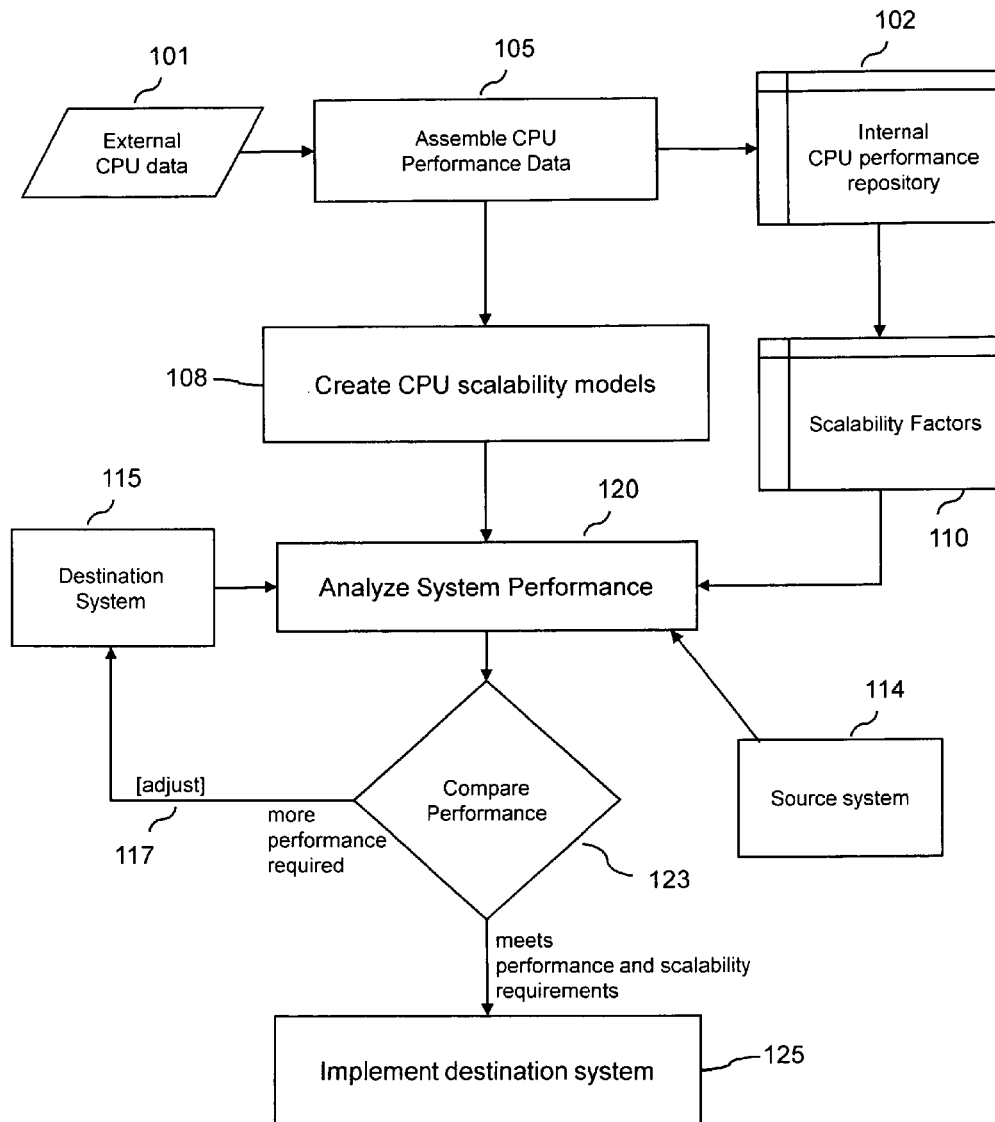 101
105
102
External
CPU data
Assemble CPU
Performance Data
Internal
CPU performance
repository
108
Create CPU scalability models
Scalability Factors
110
115
120
Destination
System
Analyze System Performance
114
Source system
[adjust]
117
more
performance
required
Compare
Performance
123
meets
performance and scalability
requirements
Implement destination system
125